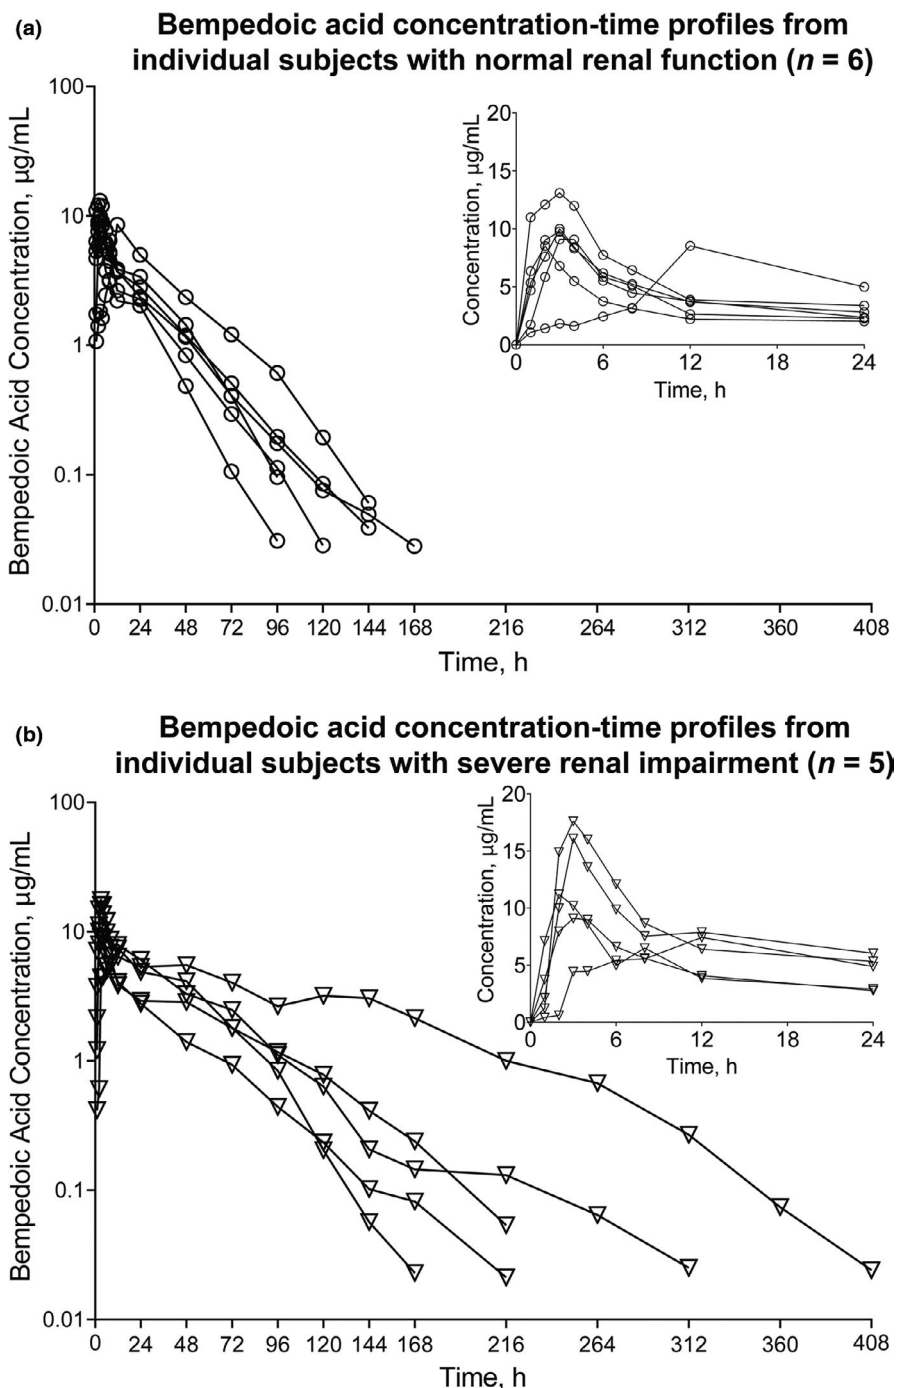 (a)
Bempedoic acid concentration-time profiles from
individual subjects with normal renal function (n = 6)
Bempedoic Acid Concentration, µg/mL
100
10
1
0.1
0.01
0 24 48 72 96 120 144 168 216 264 312 360 408
Time, h
Concentration, µg/mL
20
15
10
5
0
0 6 12 18 24
Time, h
(b)
Bempedoic acid concentration-time profiles from
individual subjects with severe renal impairment (n = 5)
Bempedoic Acid Concentration, µg/mL
100
10
1
0.1
0.01
0 24 48 72 96 120 144 168 216 264 312 360 408
Time, h
Concentration, µg/mL
20
15
10
5
0
0 6 12 18 24
Time, h